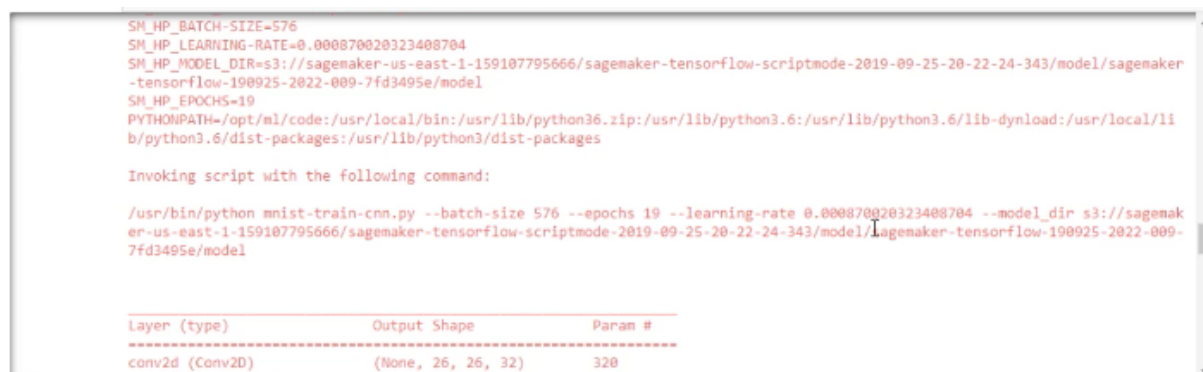 SM_HP_BATCH-SIZE=576
SM_HP_LEARNING-RATE=0.000870020323408704
SM_HP_MODEL_DIR=s3://sagemaker-us-east-1-159107795666/sagemaker-tensorflow-scriptmode-2019-09-25-20-22-24-343/model/sagemaker
-tensorflow-190925-2022-009-7fd3495e/model
SM_HP_EPOCHS=19
PYTHONPATH=/opt/ml/code:/usr/local/bin:/usr/lib/python36.zip:/usr/lib/python3.6:/usr/lib/python3.6/lib-dynload:/usr/local/li
b/python3.6/dist-packages:/usr/lib/python3/dist-packages
Invoking script with the following command:
/usr/bin/python mnist-train-cnn.py --batch-size 576 --epochs 19 --learning-rate 0.000870020323408704 --model_dir s3://sagemak
er-us-east-1-159107795666/sagemaker-tensorflow-scriptmode-2019-09-25-20-22-24-343/model/sagemaker-tensorflow-190925-2022-009-
7fd3495e/model
_________________________________________________________________
Layer (type) Output Shape Param #
=================================================================
conv2d (Conv2D) (None, 26, 26, 32) 320